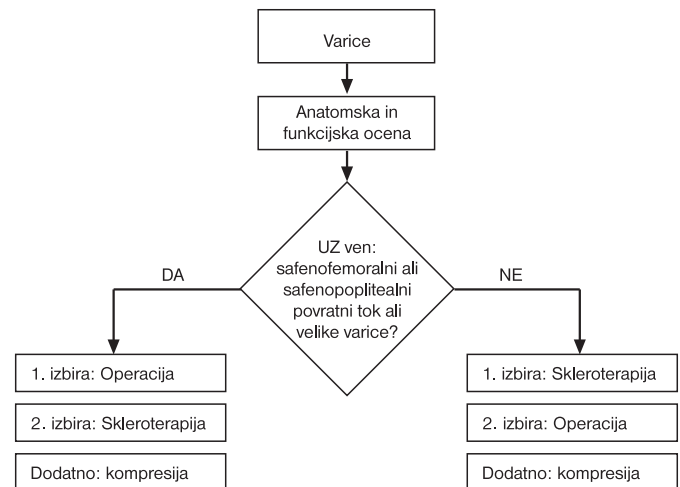 Varice
Anatomska in
funkcijska ocena
UZ ven:
safenofemoralni ali
safenopoplitealni
povratni tok ali
velike varice?
DA
NE
1. izbira: Operacija
2. izbira: Skleroterapija
Dodatno: kompresija
1. izbira: Skleroterapija
2. izbira: Operacija
Dodatno: kompresija